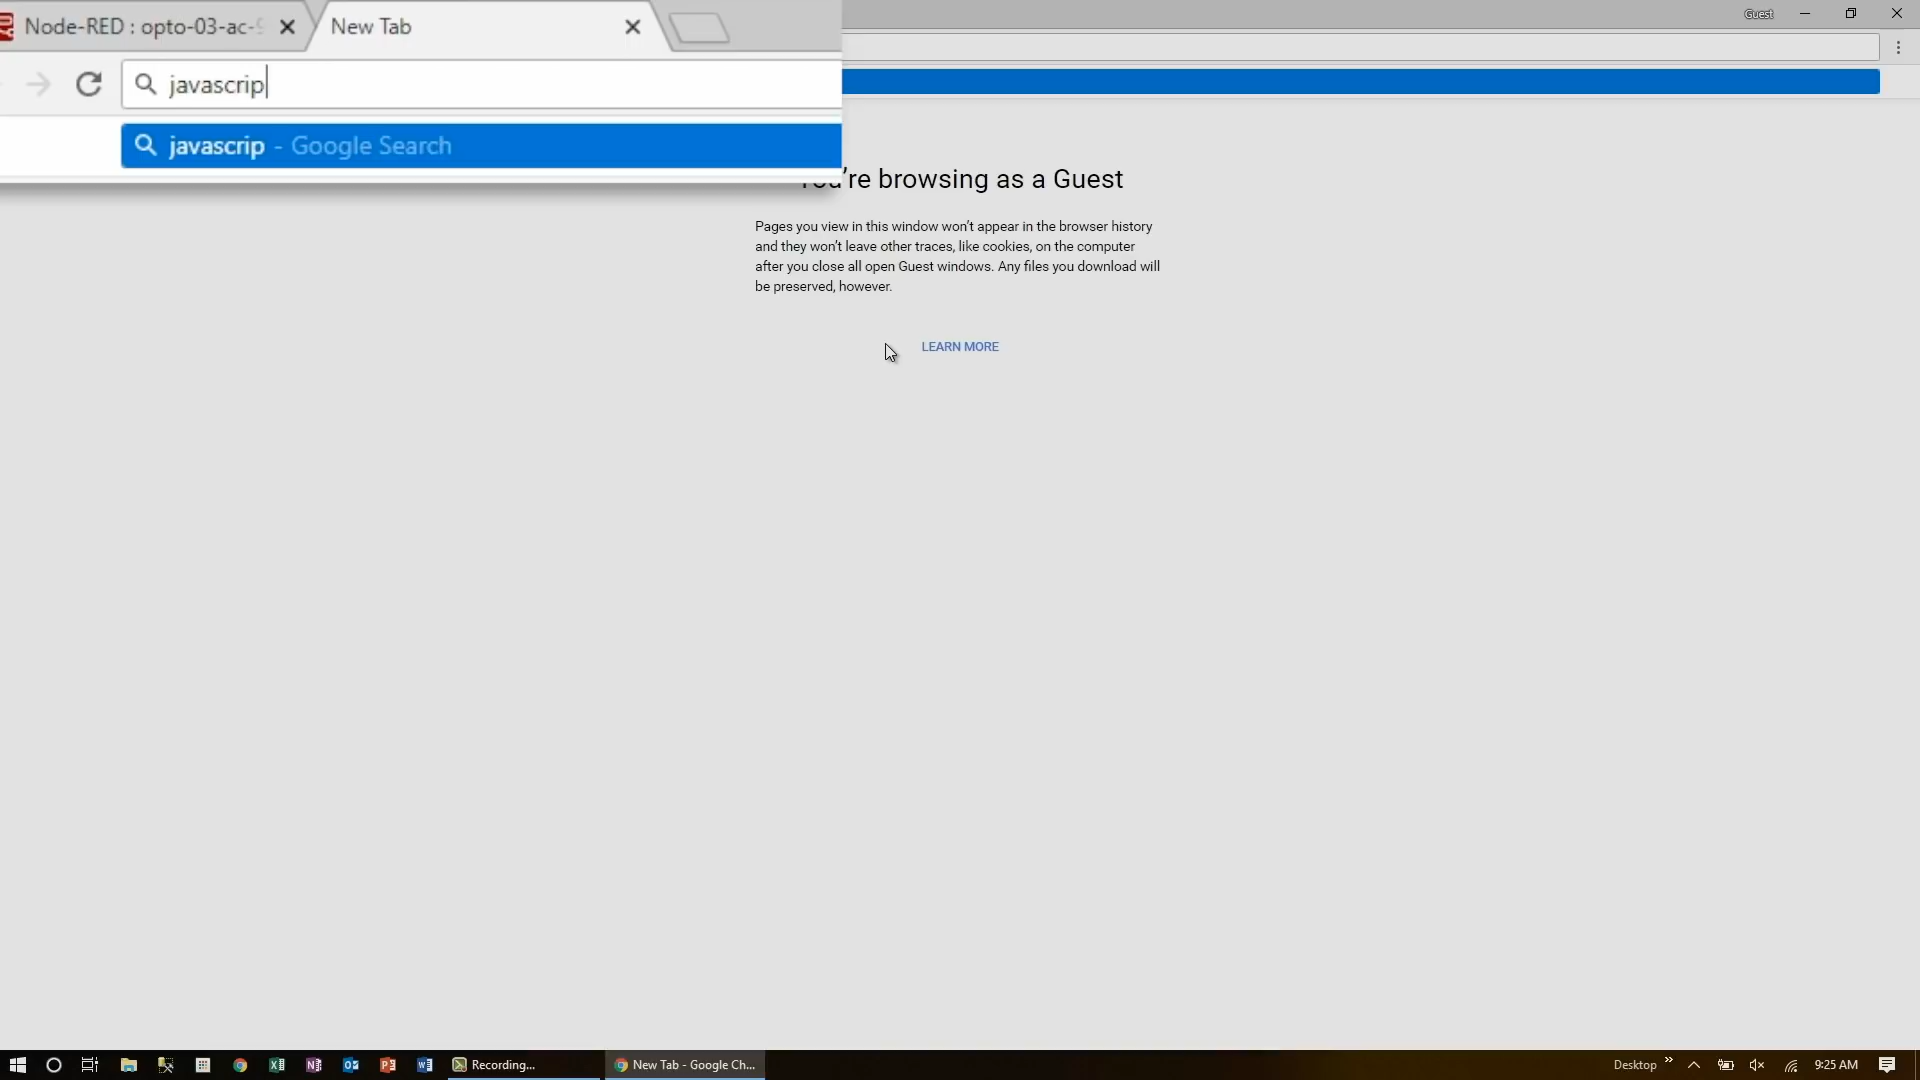 Node-RED : opto-03-ac-
New Tab
Guest
javascrip
javascrip - Google Search
You're browsing as a Guest
Pages you view in this window won't appear in the browser history
and they won't leave other traces, like cookies, on the computer
after you close all open Guest windows. Any files you download will
be preserved, however.
LEARN MORE
Recording...
New Tab - Google Ch...
Desktop
9:25 AM